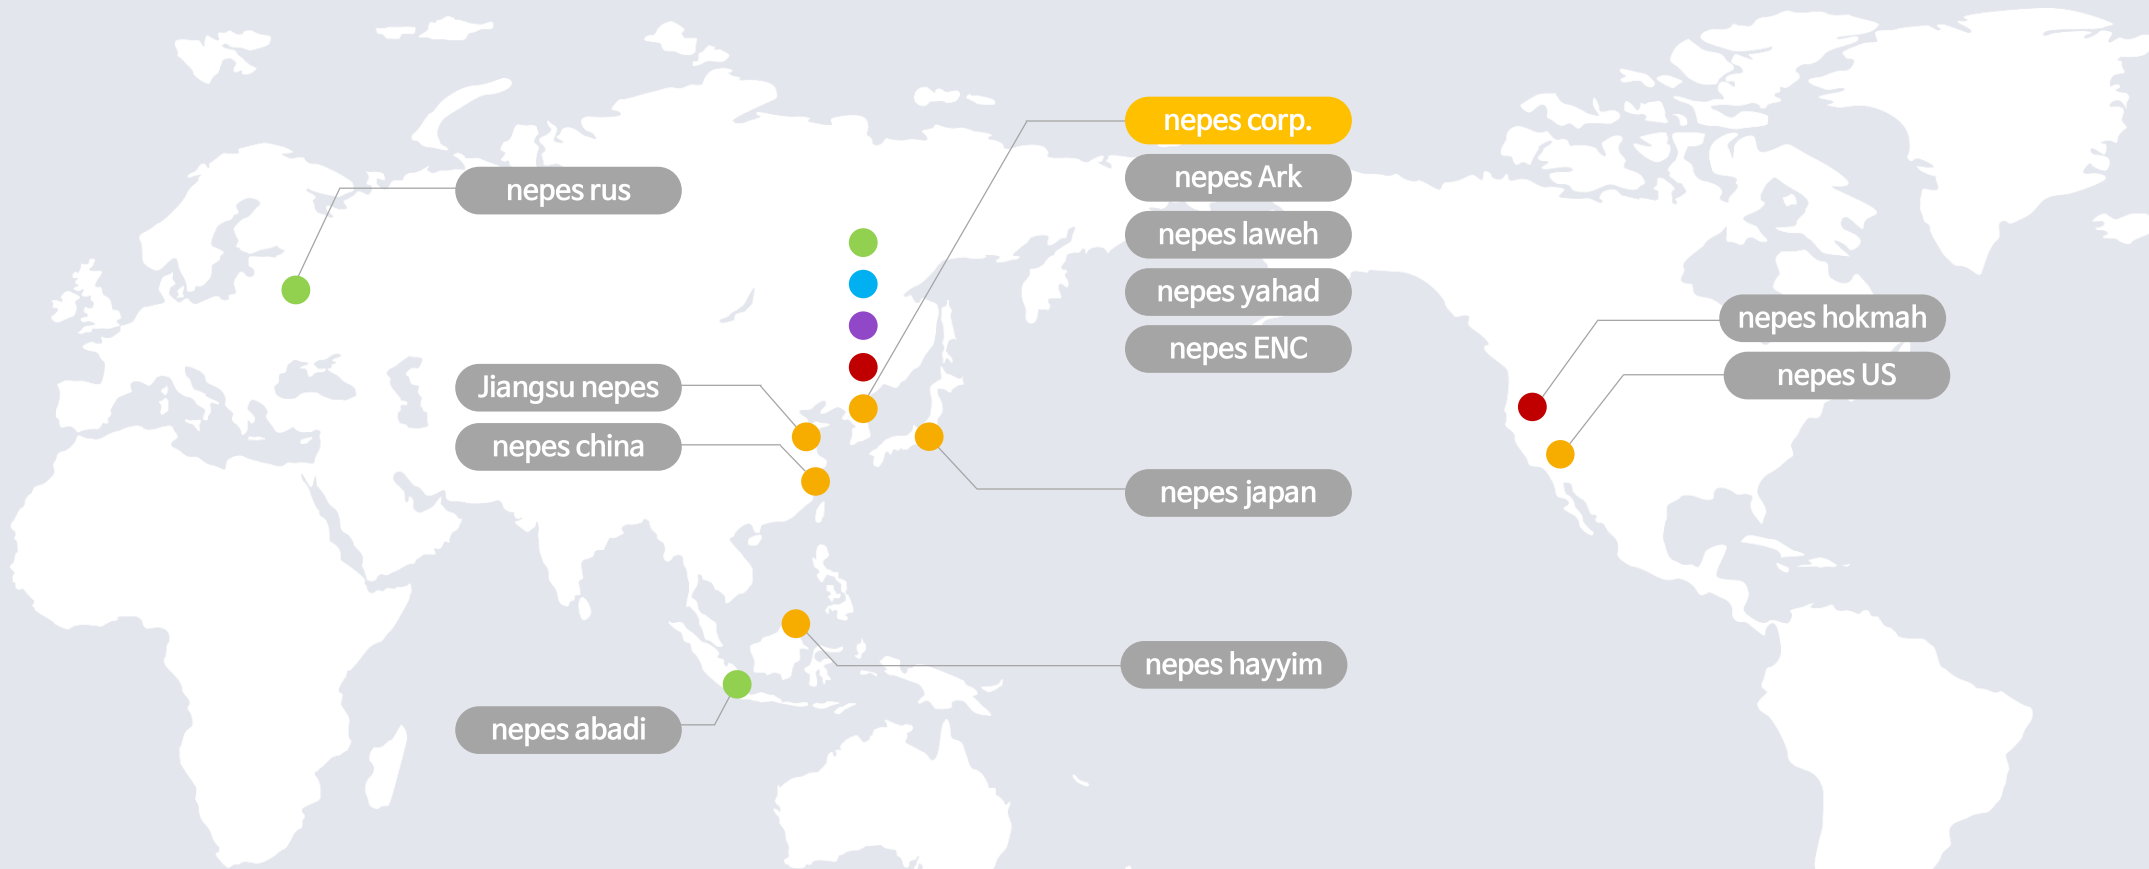 nepes rus
Jiangsu nepes
nepes china
nepes abadi
nepes corp.
nepes Ark
nepes laweh
nepes yahad
nepes ENC
nepes japan
nepes hayyim
nepes hokmah
nepes US